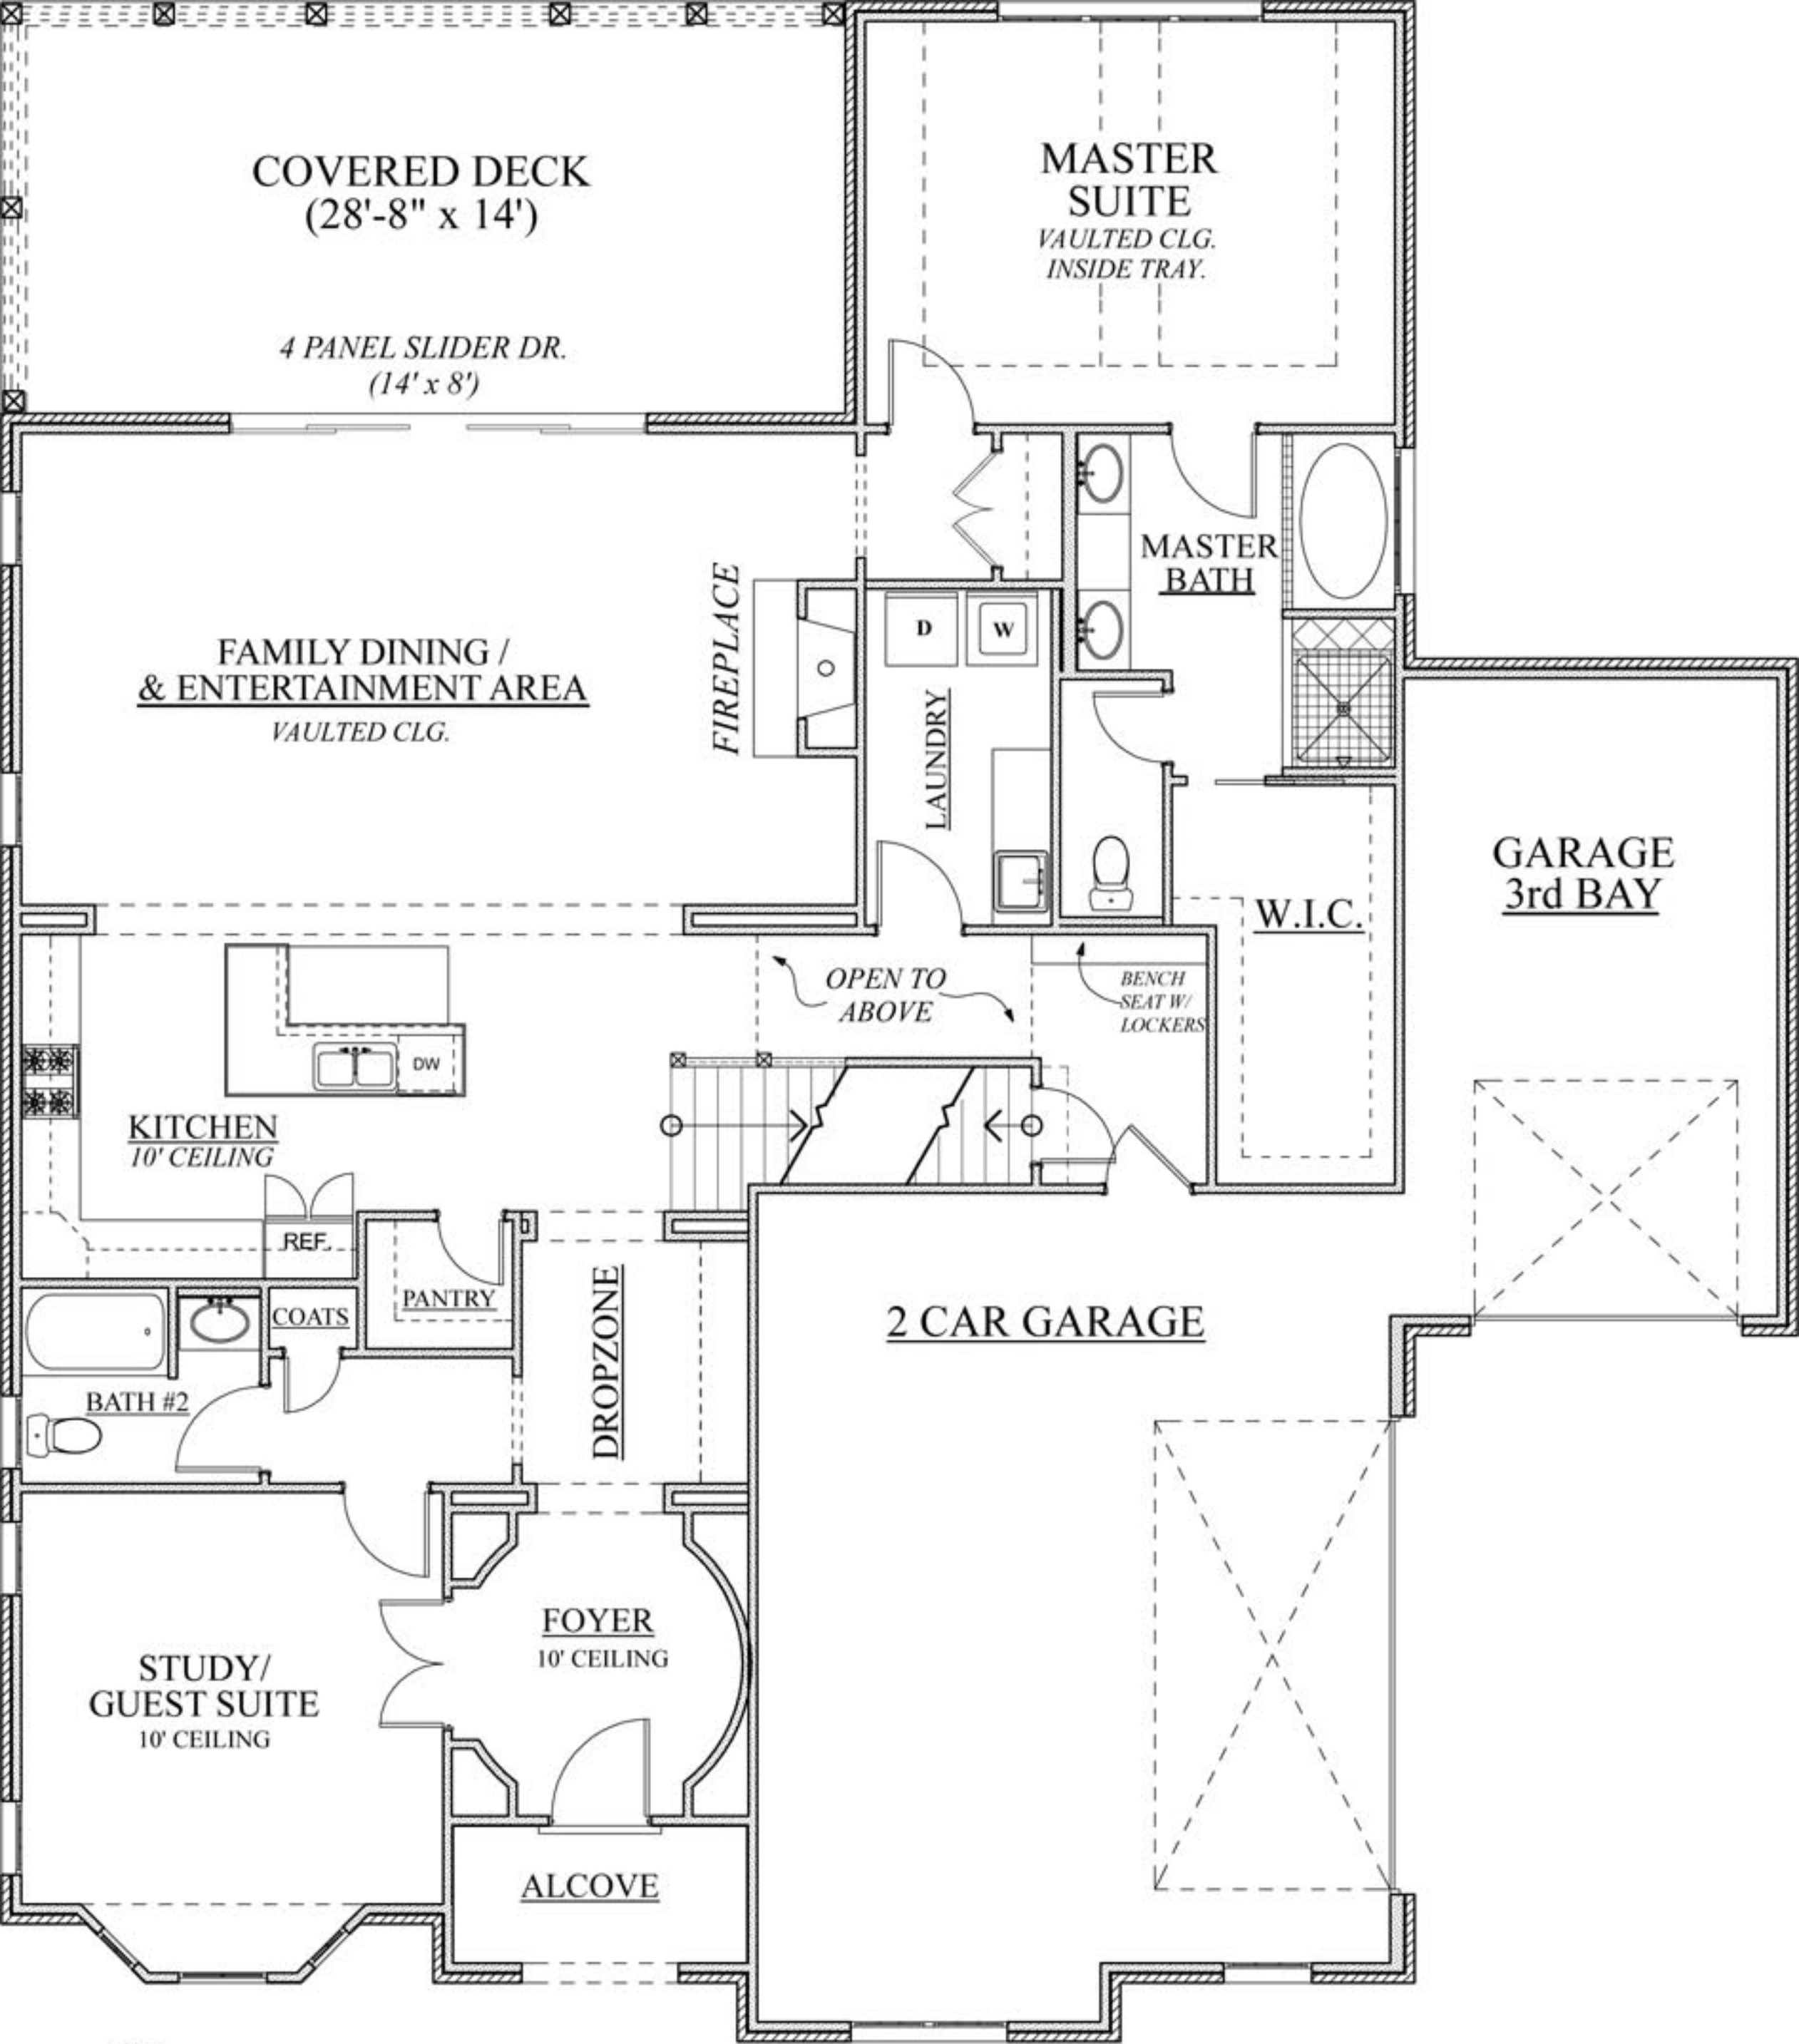 COVERED DECK
(28'-8" x 14')
4 PANEL SLIDER DR.
(14' x 8')
MASTER
SUITE
VAULTED CLG.
INSIDE TRAY.
MASTER
BATH
FIREPLACE
FAMILY DINING /
& ENTERTAINMENT AREA
VAULTED CLG.
D
W
LAUNDRY
GARAGE
3rd BAY
W.I.C.
OPEN TO
ABOVE
BENCH
SEAT W/
LOCKERS
DW
KITCHEN
10' CEILING
REF.
PANTRY
COATS
DROPZONE
2 CAR GARAGE
BATH #2
FOYER
10' CEILING
STUDY/
GUEST SUITE
10' CEILING
ALCOVE